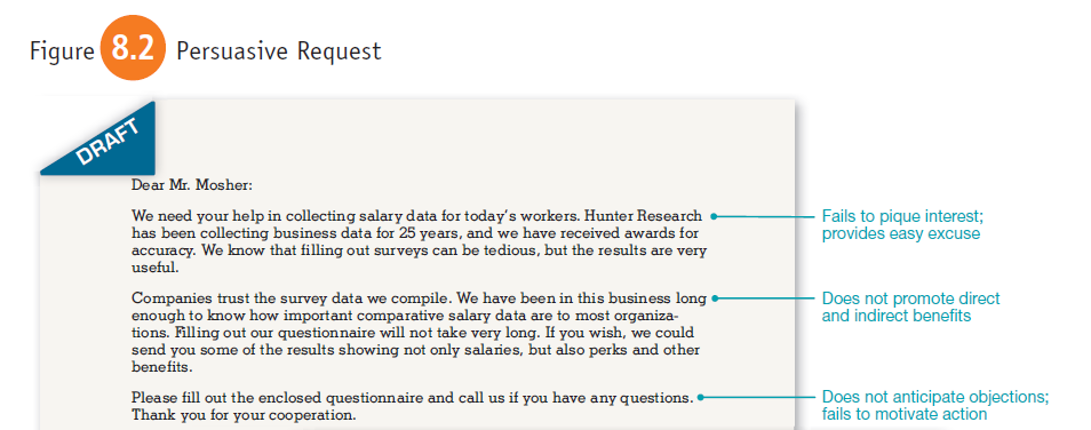 Figure 8.2 Persuasive Request
DRAFT
Dear Mr. Mosher:
We need your help in collecting salary data for today's workers. Hunter Research
has been collecting business data for 25 years, and we have received awards for
accuracy. We know that filling out surveys can be tedious, but the results are very
useful.
Fails to pique interest;
provides easy excuse
Companies trust the survey data we compile. We have been in this business long
enough to know how important comparative salary data are to most organiza-
tions. Filling out our questionnaire will not take very long. If you wish, we could
send you some of the results showing not only salaries, but also perks and other
benefits.
Does not promote direct
and indirect benefits
Please fill out the enclosed questionnaire and call us if you have any questions.
Thank you for your cooperation.
Does not anticipate objections;
fails to motivate action